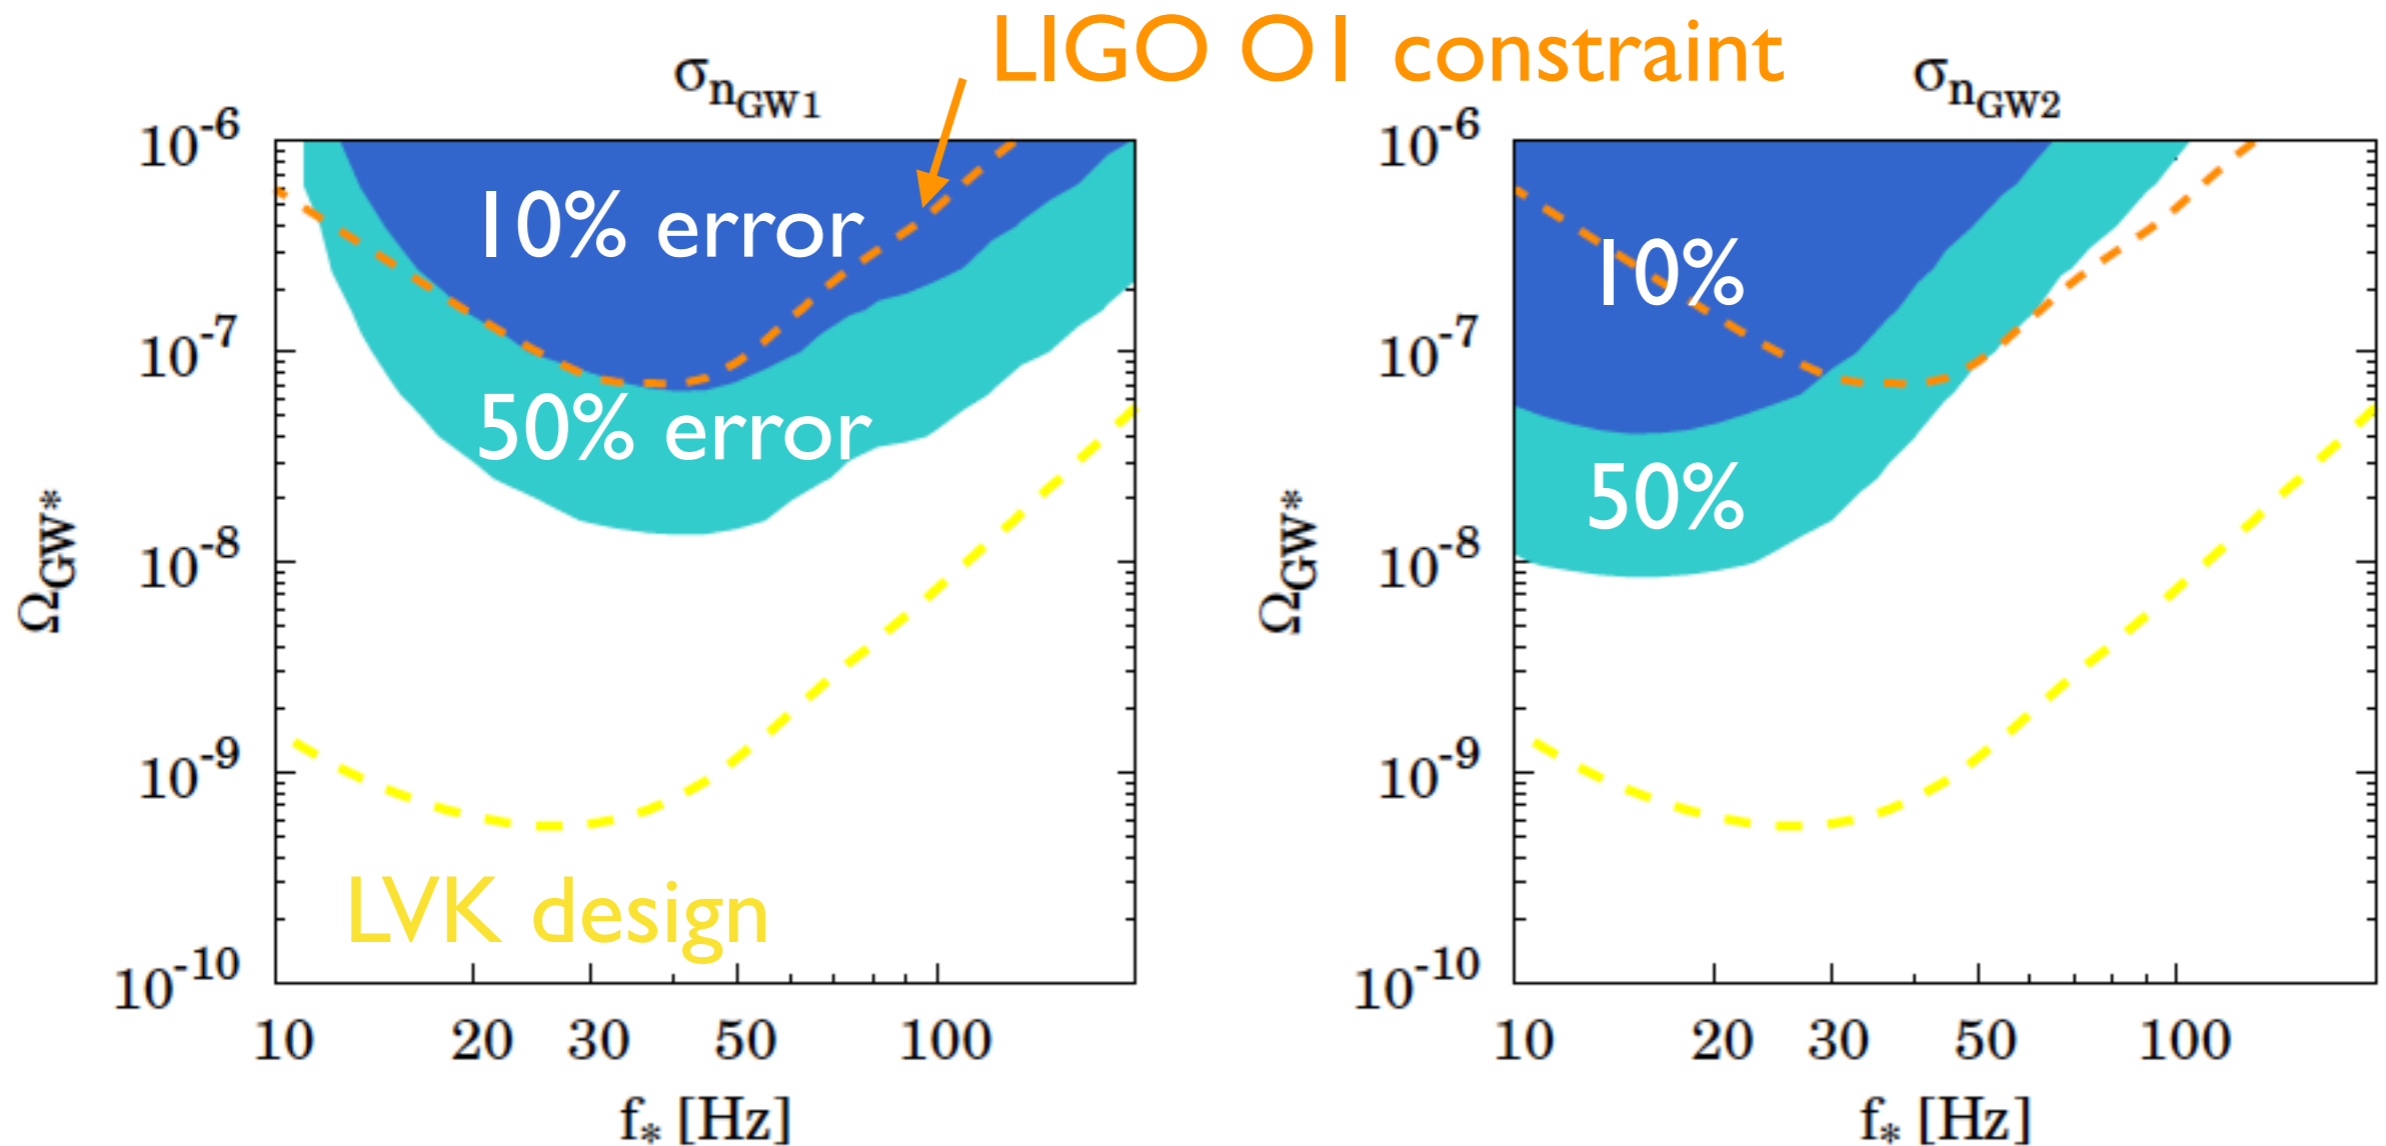 LIGO O1 constraint
σnGW1
10^-6
10^-7
10^-8
10^-9
10^-10
ΩGW*
10% error
50% error
LVK design
10 20 30 50 100
f* [Hz]
σnGW2
10^-6
10^-7
10^-8
10^-9
10^-10
ΩGW*
10%
50%
10 20 30 50 100
f* [Hz]